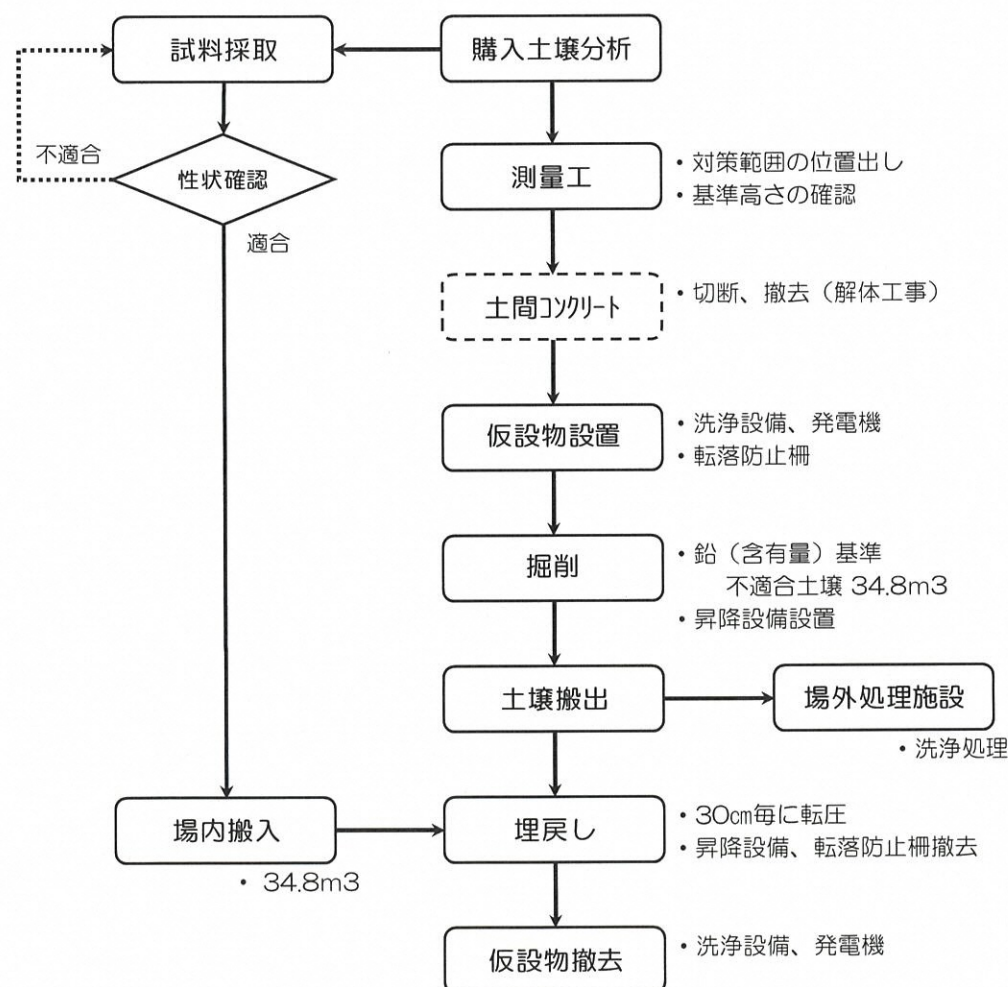 試料採取
購入土壌分析
不適合
性状確認
適合
測量工
・対策範囲の位置出し
・基準高さの確認
土間ｺﾝｸﾘｰﾄ
・切断、撤去（解体工事）
仮設物設置
・洗浄設備、発電機
・転落防止柵
掘削
・鉛（含有量）基準
不適合土壌 34.8m3
・昇降設備設置
土壌搬出
場外処理施設
・洗浄処理
場内搬入
・ 34.8m3
埋戻し
・30㎝毎に転圧
・昇降設備、転落防止柵撤去
仮設物撤去
・洗浄設備、発電機